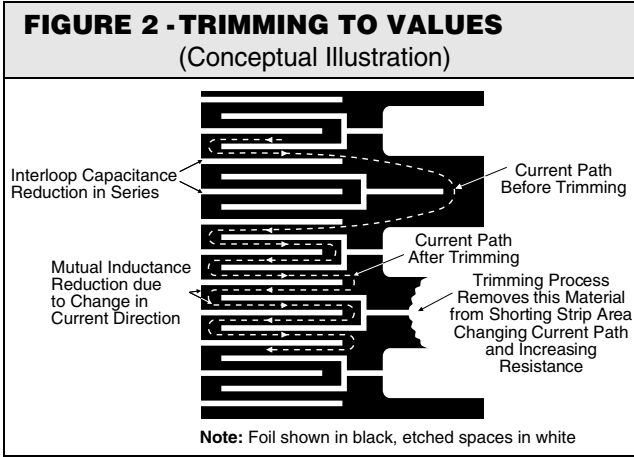 FIGURE 2 - TRIMMING TO VALUES
(Conceptual Illustration)
Interloop Capacitance
Reduction in Series
Current Path
Before Trimming
Current Path
After Trimming
Mutual Inductance
Reduction due
to Change in
Current Direction
Trimming Process
Removes this Material
from Shorting Strip Area
Changing Current Path
and Increasing
Resistance
Note: Foil shown in black, etched spaces in white